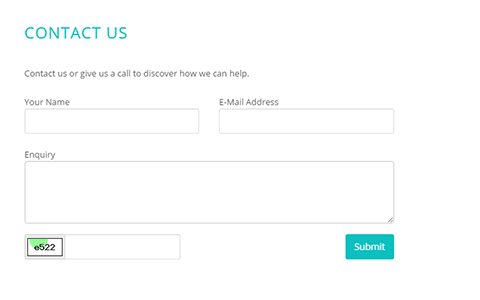 CONTACT US
Contact us or give us a call to discover how we can help.
Your Name E-Mail Address
Enquiry
e522 Submit